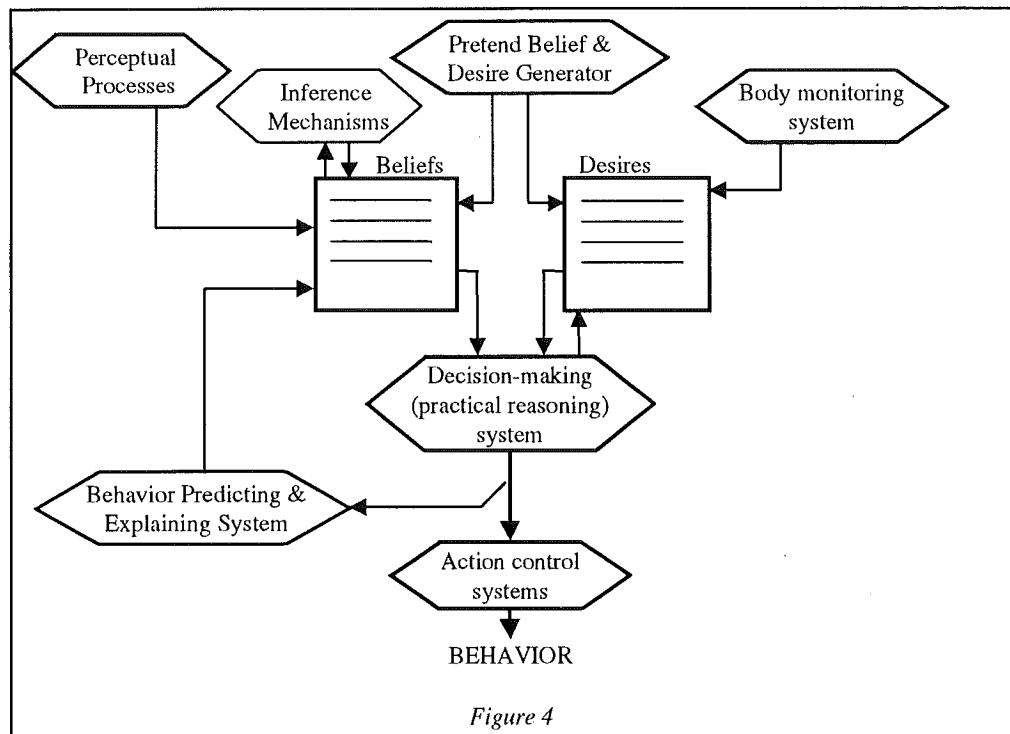 Perceptual
Processes
Inference
Mechanisms
Pretend Belief &
Desire Generator
Body monitoring
system
Beliefs
Desires
Decision-making
(practical reasoning)
system
Behavior Predicting &
Explaining System
Action control
systems
BEHAVIOR
Figure 4